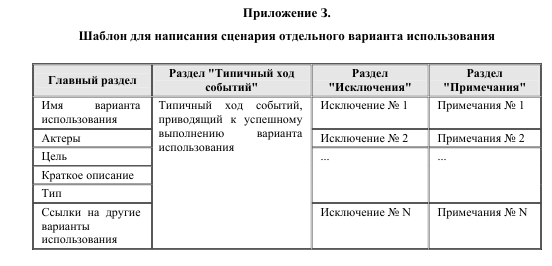 Приложение 3.
Шаблон для написания сценария отдельного варианта использования
Главный раздел
Раздел "Типичный ход
событий"
Раздел
"Исключения"
Раздел
"Примечания"
Имя варианта
использования
Типичный ход событий,
приводящий к успешному
выполнению варианта
использования
Исключение № 1
Примечания № 1
Актеры
Исключение № 2
Примечания № 2
Цель
...
...
Краткое описание
Тип
Ссылки на другие
варианты
использования
Исключение № N
Примечания № N